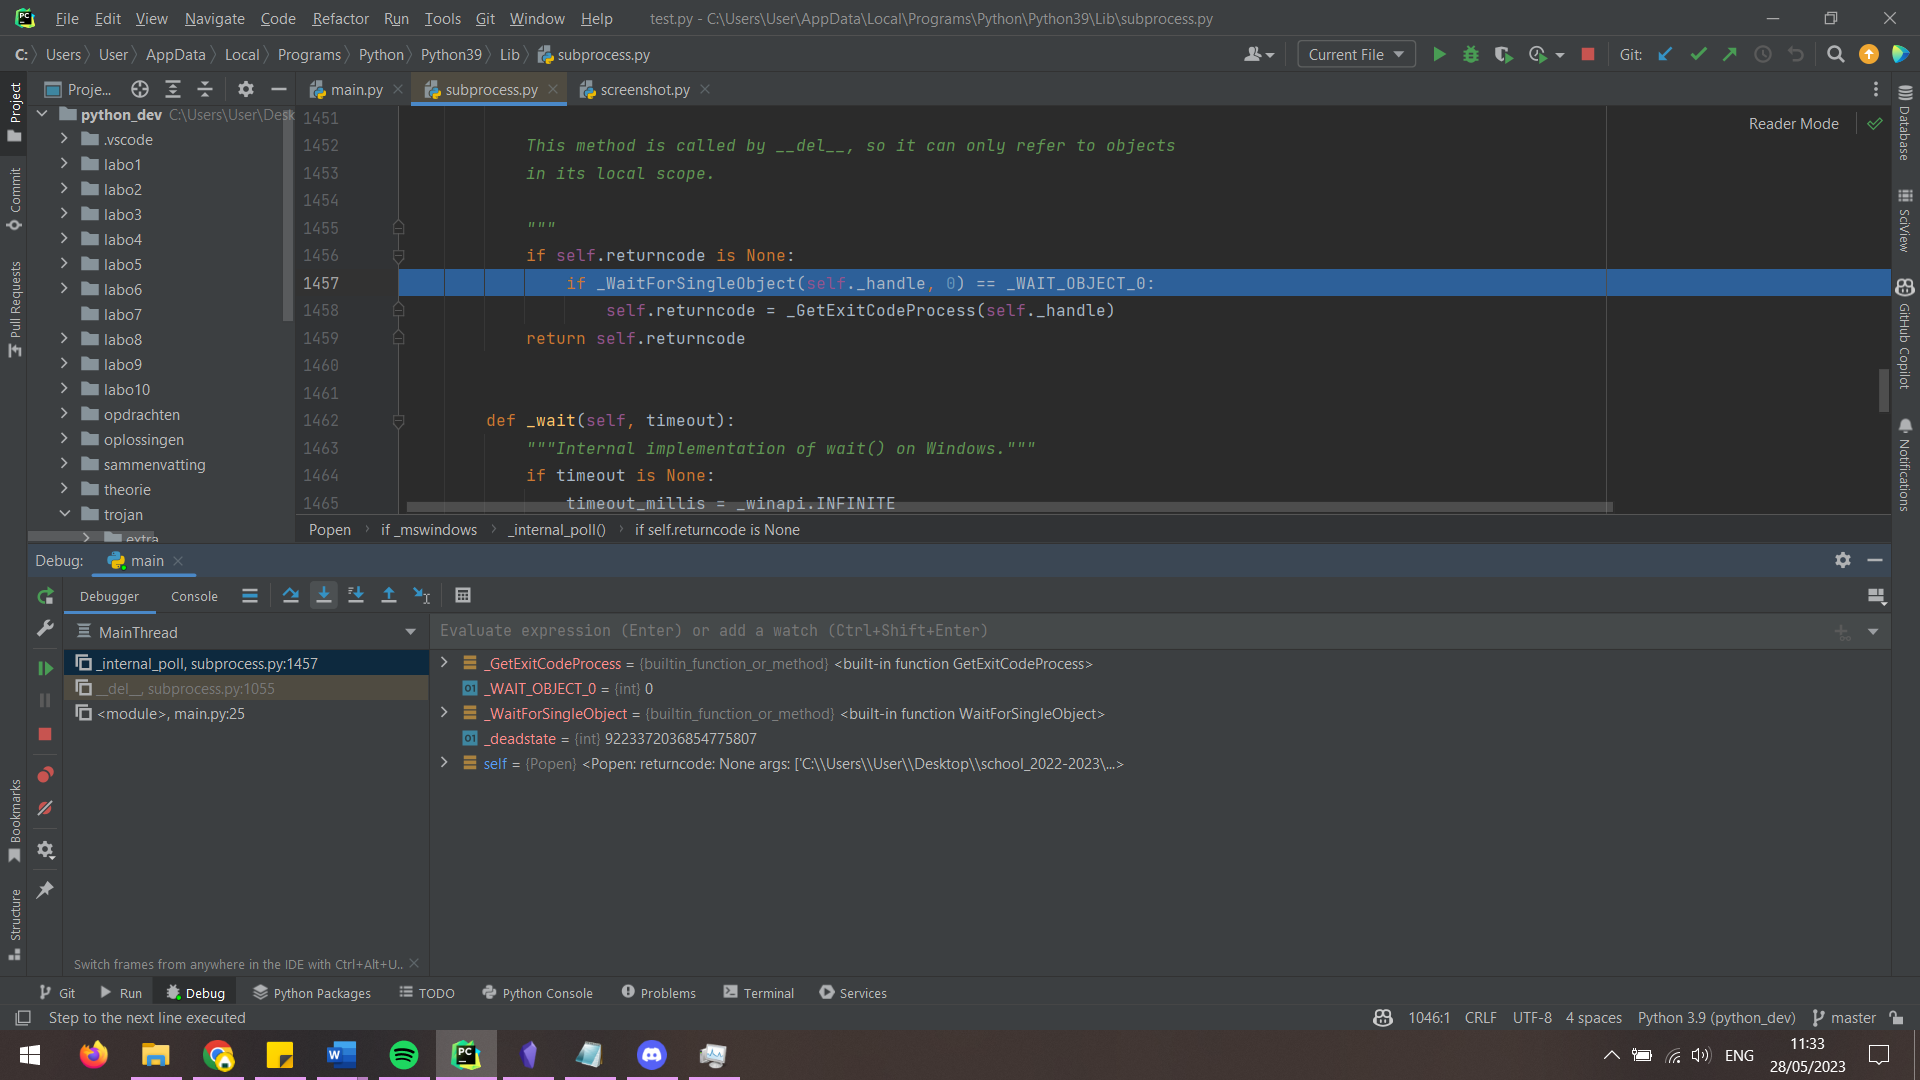 File Edit View Navigate Code Refactor Run Tools Git Window Help test.py - C:\Users\User\AppData\Local\Programs\Python\Python39\Lib\subprocess.py
C: Users User AppData Local Programs Python Python39 Lib subprocess.py Current File Git:
Project
Commit
Pull Requests
Bookmarks
Structure
Proje...
python_dev C:\Users\User\Desk
.vscode
labo1
labo2
labo3
labo4
labo5
labo6
labo7
labo8
labo9
labo10
opdrachten
oplossingen
sammenvatting
theorie
trojan
extra
main.py subprocess.py screenshot.py
Reader Mode
1451
1452 This method is called by __del__, so it can only refer to objects
1453 in its local scope.
1454
1455 """
1456 if self.returncode is None:
1457 if _WaitForSingleObject(self._handle, 0) == _WAIT_OBJECT_0:
1458 self.returncode = _GetExitCodeProcess(self._handle)
1459 return self.returncode
1460
1461
1462 def _wait(self, timeout):
1463 """Internal implementation of wait() on Windows."""
1464 if timeout is None:
1465 timeout_millis = _winapi.INFINITE
Popen if _mswindows _internal_poll() if self.returncode is None
Database
SciView
GitHub Copilot
Notifications
Debug: main
Debugger Console
MainThread
_internal_poll, subprocess.py:1457
__del__, subprocess.py:1055
<module>, main.py:25
Switch frames from anywhere in the IDE with Ctrl+Alt+U..
Evaluate expression (Enter) or add a watch (Ctrl+Shift+Enter)
_GetExitCodeProcess = {builtin_function_or_method} <built-in function GetExitCodeProcess>
01 _WAIT_OBJECT_0 = {int} 0
_WaitForSingleObject = {builtin_function_or_method} <built-in function WaitForSingleObject>
01 _deadstate = {int} 9223372036854775807
self = {Popen} <Popen: returncode: None args: ['C:\\Users\\User\\Desktop\\school_2022-2023\...>
Git Run Debug Python Packages TODO Python Console Problems Terminal Services
Step to the next line executed 1046:1 CRLF UTF-8 4 spaces Python 3.9 (python_dev) master
ENG 11:33
28/05/2023